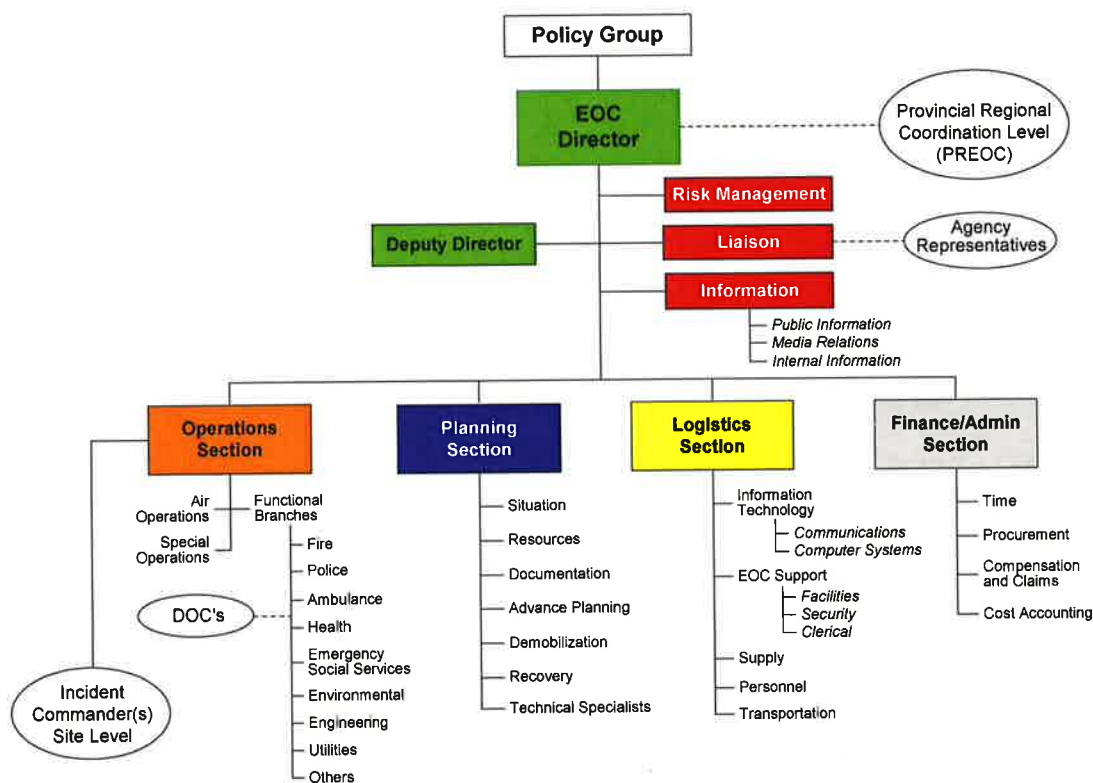 Policy Group
EOC
Director
Provincial Regional
Coordination Level
(PREOC)
Risk Management
Deputy Director
Liaison
Agency
Representatives
Information
Public Information
Media Relations
Internal Information
Operations
Section
Planning
Section
Logistics
Section
Finance/Admin
Section
Air
Operations
Functional
Branches
Special
Operations
Fire
Police
Ambulance
Health
Emergency
Social Services
Environmental
Engineering
Utilities
Others
DOC's
Incident
Commander(s)
Site Level
Situation
Resources
Documentation
Advance Planning
Demobilization
Recovery
Technical Specialists
Information
Technology
Communications
Computer Systems
EOC Support
Facilities
Security
Clerical
Supply
Personnel
Transportation
Time
Procurement
Compensation
and Claims
Cost Accounting